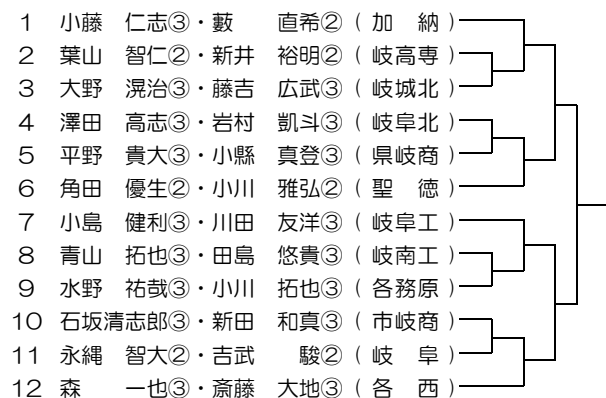 1 小藤 仁志③・藪 直希② ( 加 納 )
2 葉山 智仁②・新井 裕明② ( 岐高専 )
3 大野 滉治③・藤吉 広武③ ( 岐城北 )
4 澤田 高志③・岩村 凱斗③ ( 岐阜北 )
5 平野 貴大③・小縣 真登③ ( 県岐商 )
6 角田 優生②・小川 雅弘② ( 聖 徳 )
7 小島 健利③・川田 友洋③ ( 岐阜工 )
8 青山 拓也③・田島 悠貴③ ( 岐南工 )
9 水野 祐哉③・小川 拓也③ ( 各務原 )
10 石坂清志郎③・新田 和真③ ( 市岐商 )
11 永縄 智大②・吉武 駿② ( 岐 阜 )
12 森 一也③・斎藤 大地③ ( 各 西 )